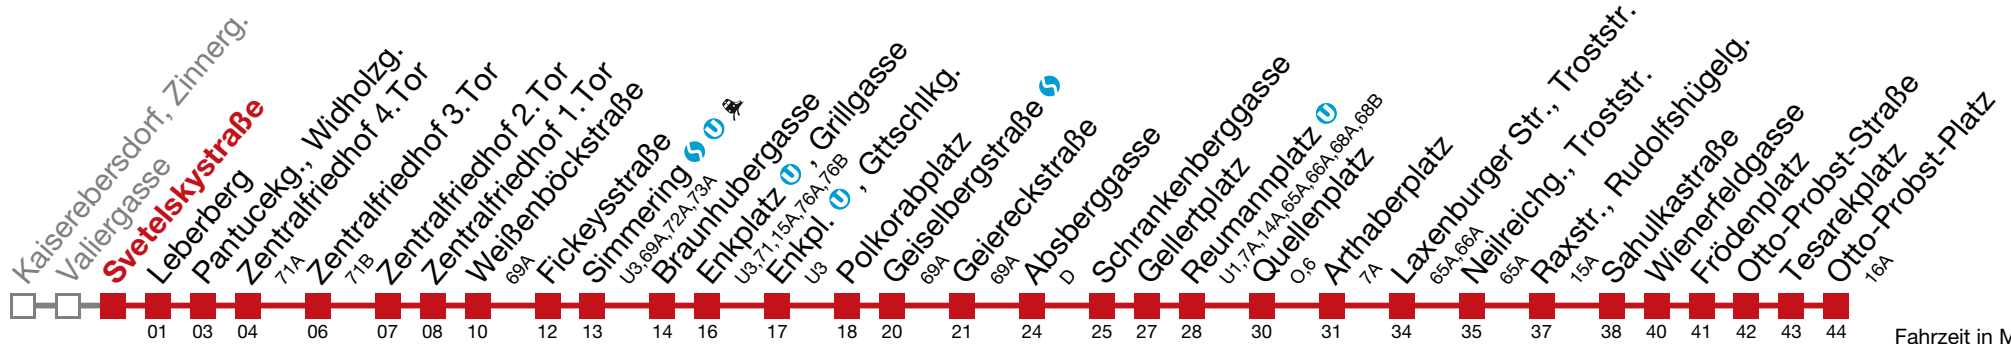 Kaiserebersdorf, Zinnerg.
Valiergasse
Svetelskystraße
Leberberg
Pantucekg., Widholzg.
Zentralfriedhof 4.Tor
71A
Zentralfriedhof 3.Tor
71B
Zentralfriedhof 2.Tor
Zentralfriedhof 1.Tor
Weißenböckstraße
69A
Fickeysstraße
Simmering S U
U3,69A,72A,73A
Braunhubergasse
Enkplatz U , Grillgasse
U3,71,15A,76A,76B
Enkpl. U , Gttschlkg.
U3
Polkorabplatz
Geiselbergstraße S
69A
Geiereckstraße
69A
Absberggasse
D
Schrankenberggasse
Gellertplatz
Reumannplatz U
U1,7A,14A,65A,66A,68A,68B
Quellenplatz
O,6
Arthaberplatz
7A
Laxenburger Str., Troststr.
65A,66A
Neilreichg., Troststr.
65A
Raxstr., Rudolfshügelg.
15A
Sahulkastraße
Wienerfeldgasse
Frödenplatz
Otto-Probst-Straße
Tesarekplatz
Otto-Probst-Platz
16A
01 03 04 06 07 08 10 12 13 14 16 17 18 20 21 24 25 27 28 30 31 34 35 37 38 40 41 42 43 44
Fahrzeit in M